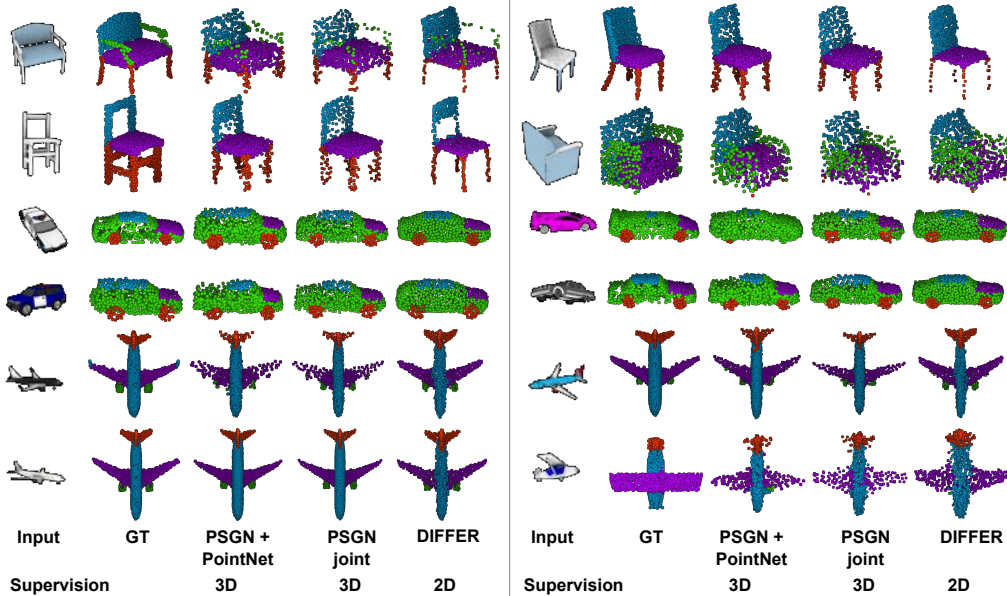 Input GT PSGN + PSGN DIFFER
PointNet joint
Supervision 3D 3D 2D
Input GT PSGN + PSGN DIFFER
PointNet joint
Supervision 3D 3D 2D